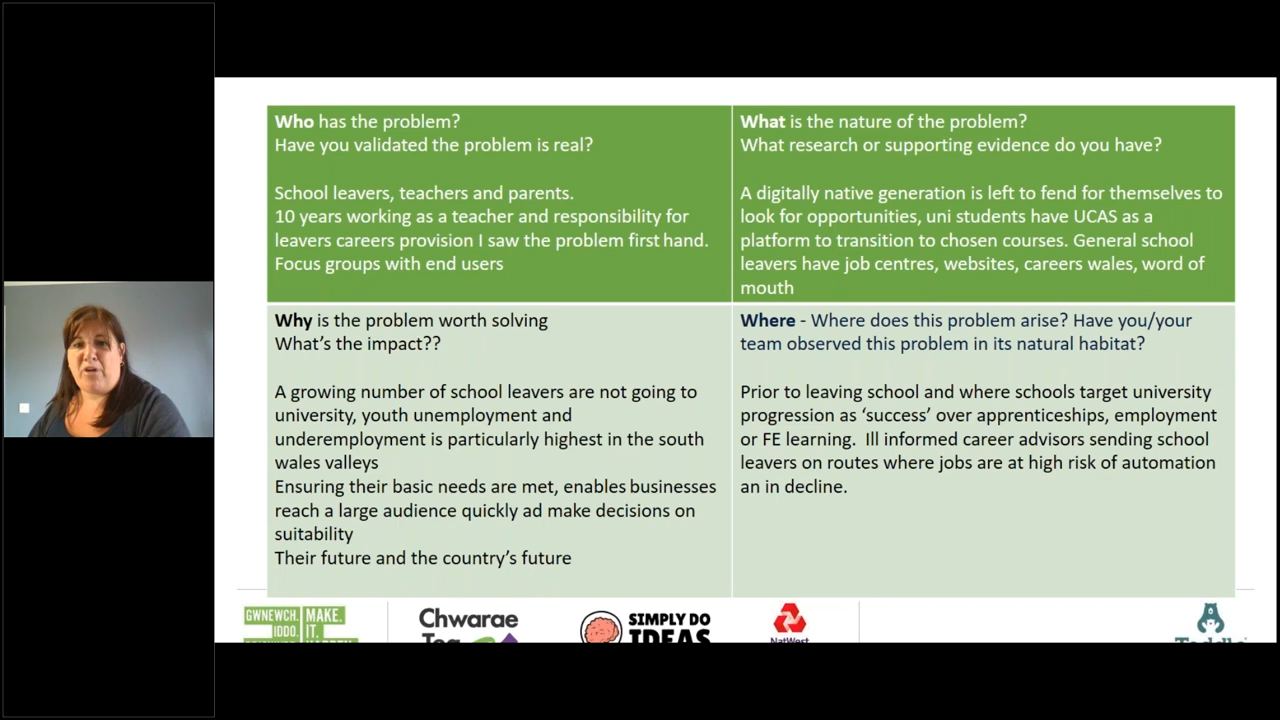 Who has the problem?
Have you validated the problem is real?
School leavers, teachers and parents.
10 years working as a teacher and responsibility for
leavers careers provision I saw the problem first hand.
Focus groups with end users
What is the nature of the problem?
What research or supporting evidence do you have?
A digitally native generation is left to fend for themselves to
look for opportunities, uni students have UCAS as a
platform to transition to chosen courses. General school
leavers have job centres, websites, careers wales, word of
mouth
Why is the problem worth solving
What's the impact??
A growing number of school leavers are not going to
university, youth unemployment and
underemployment is particularly highest in the south
wales valleys
Ensuring their basic needs are met, enables businesses
reach a large audience quickly ad make decisions on
suitability
Their future and the country's future
Where - Where does this problem arise? Have you/your
team observed this problem in its natural habitat?
Prior to leaving school and where schools target university
progression as ‘success’ over apprenticeships, employment
or FE learning.  Ill informed career advisors sending school
leavers on routes where jobs are at high risk of automation
an in decline.
GWNEWCH.
IDDO.
MAKE.
IT.
Chwarae
SIMPLY DO
IDEAS
NatWest